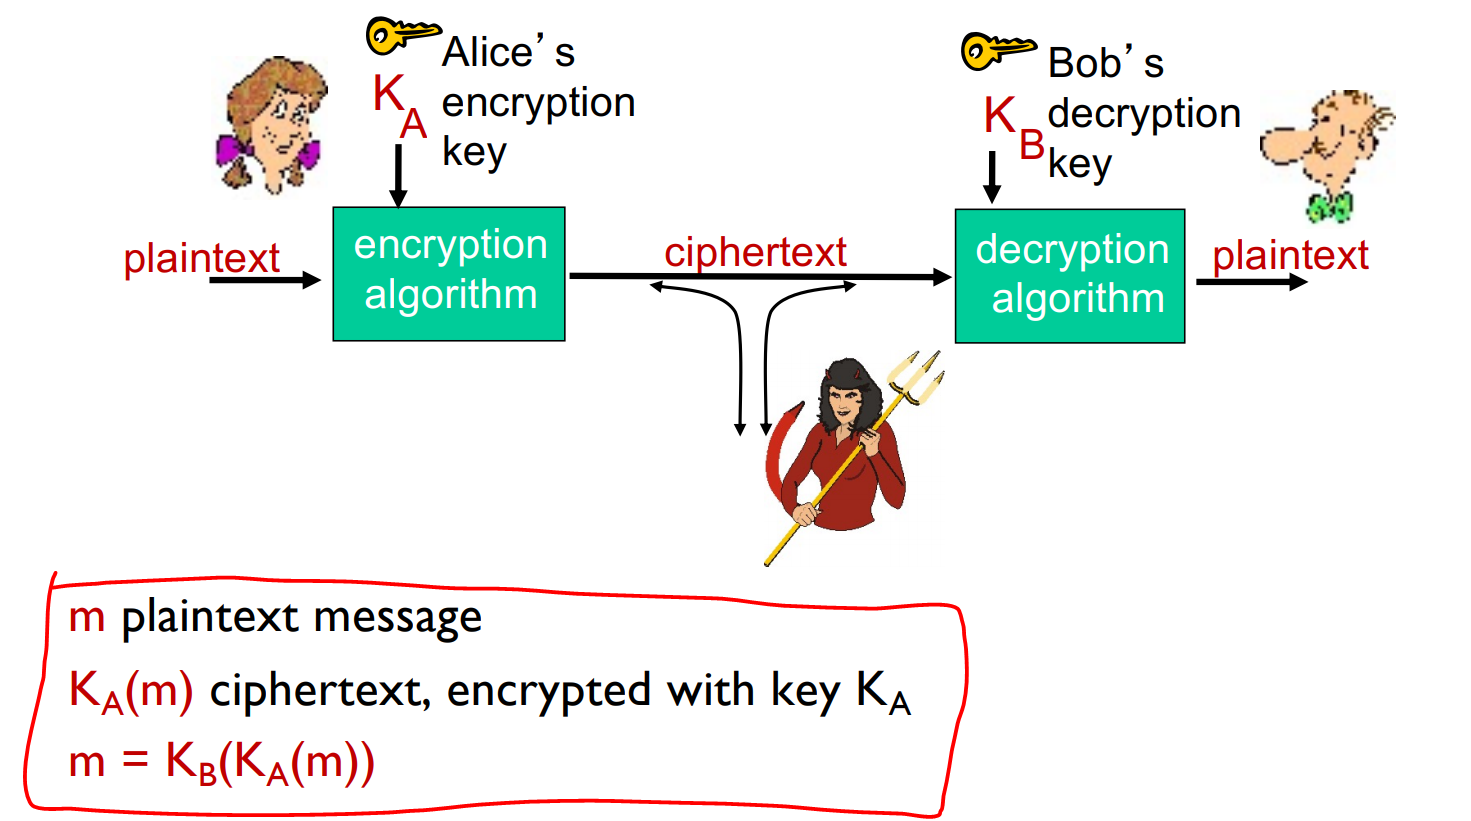 Alice's
encryption
key
K_A
Bob's
decryption
key
K_B
plaintext
encryption
algorithm
ciphertext
decryption
algorithm
plaintext
m plaintext message
K_A(m) ciphertext, encrypted with key K_A
m = K_B(K_A(m))